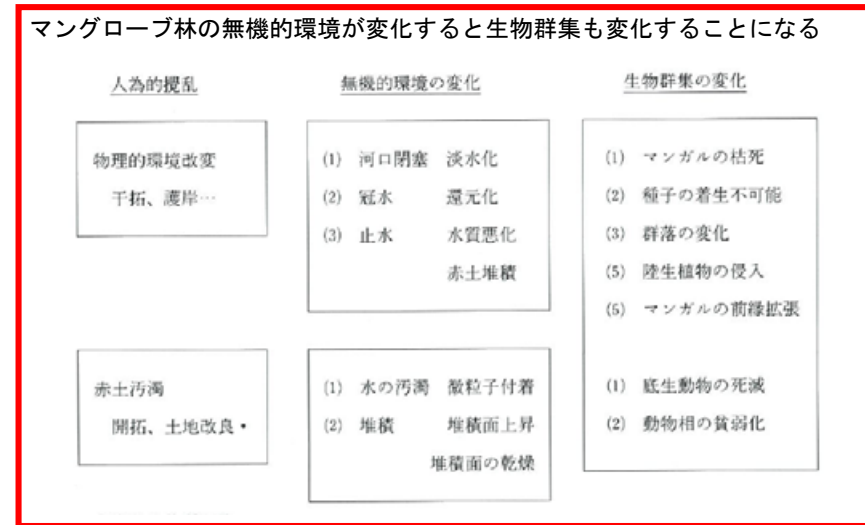 マングローブ林の無機的環境が変化すると生物群集も変化することになる
人為的攪乱
無機的環境の変化
生物群集の変化
物理的環境改変
干拓、護岸…
(1) 河口閉塞 淡水化
(2) 冠水 還元化
(3) 止水 水質悪化
赤土堆積
(1) マンガルの枯死
(2) 種子の着生不可能
(3) 群落の変化
(5) 陸生植物の侵入
(5) マンガルの前縁拡張
(1) 底生動物の死滅
(2) 動物相の貧弱化
赤土汚濁
開拓、土地改良・
(1) 水の汚濁 微粒子付着
(2) 堆積 堆積面上昇
堆積面の乾燥